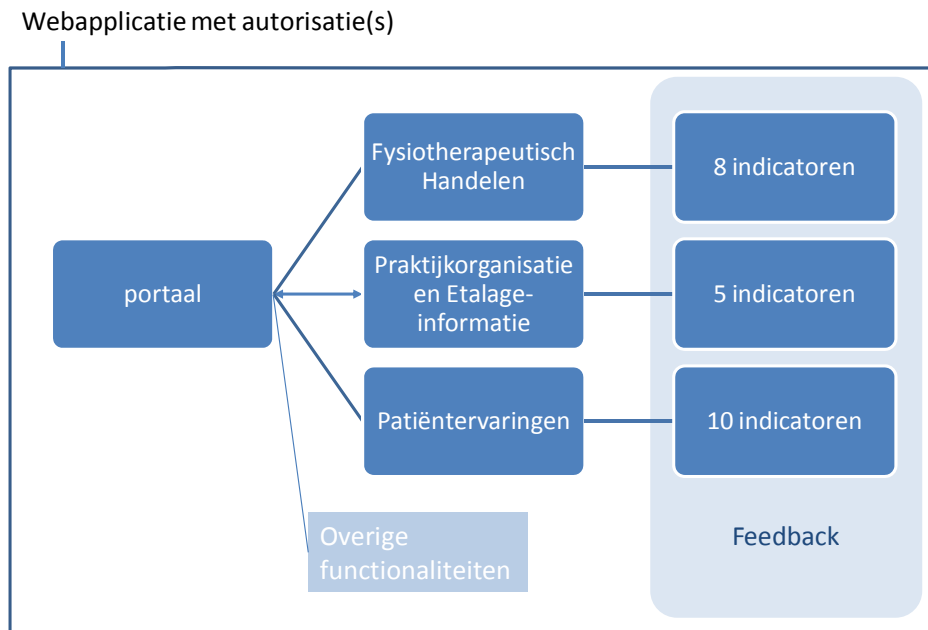 Webapplicatie met autorisatie(s)
Fysiotherapeutisch
Handelen
8 indicatoren
portaal
Praktijkorganisatie
en Etalage-
informatie
5 indicatoren
Patiëntervaringen
10 indicatoren
Overige
functionaliteiten
Feedback